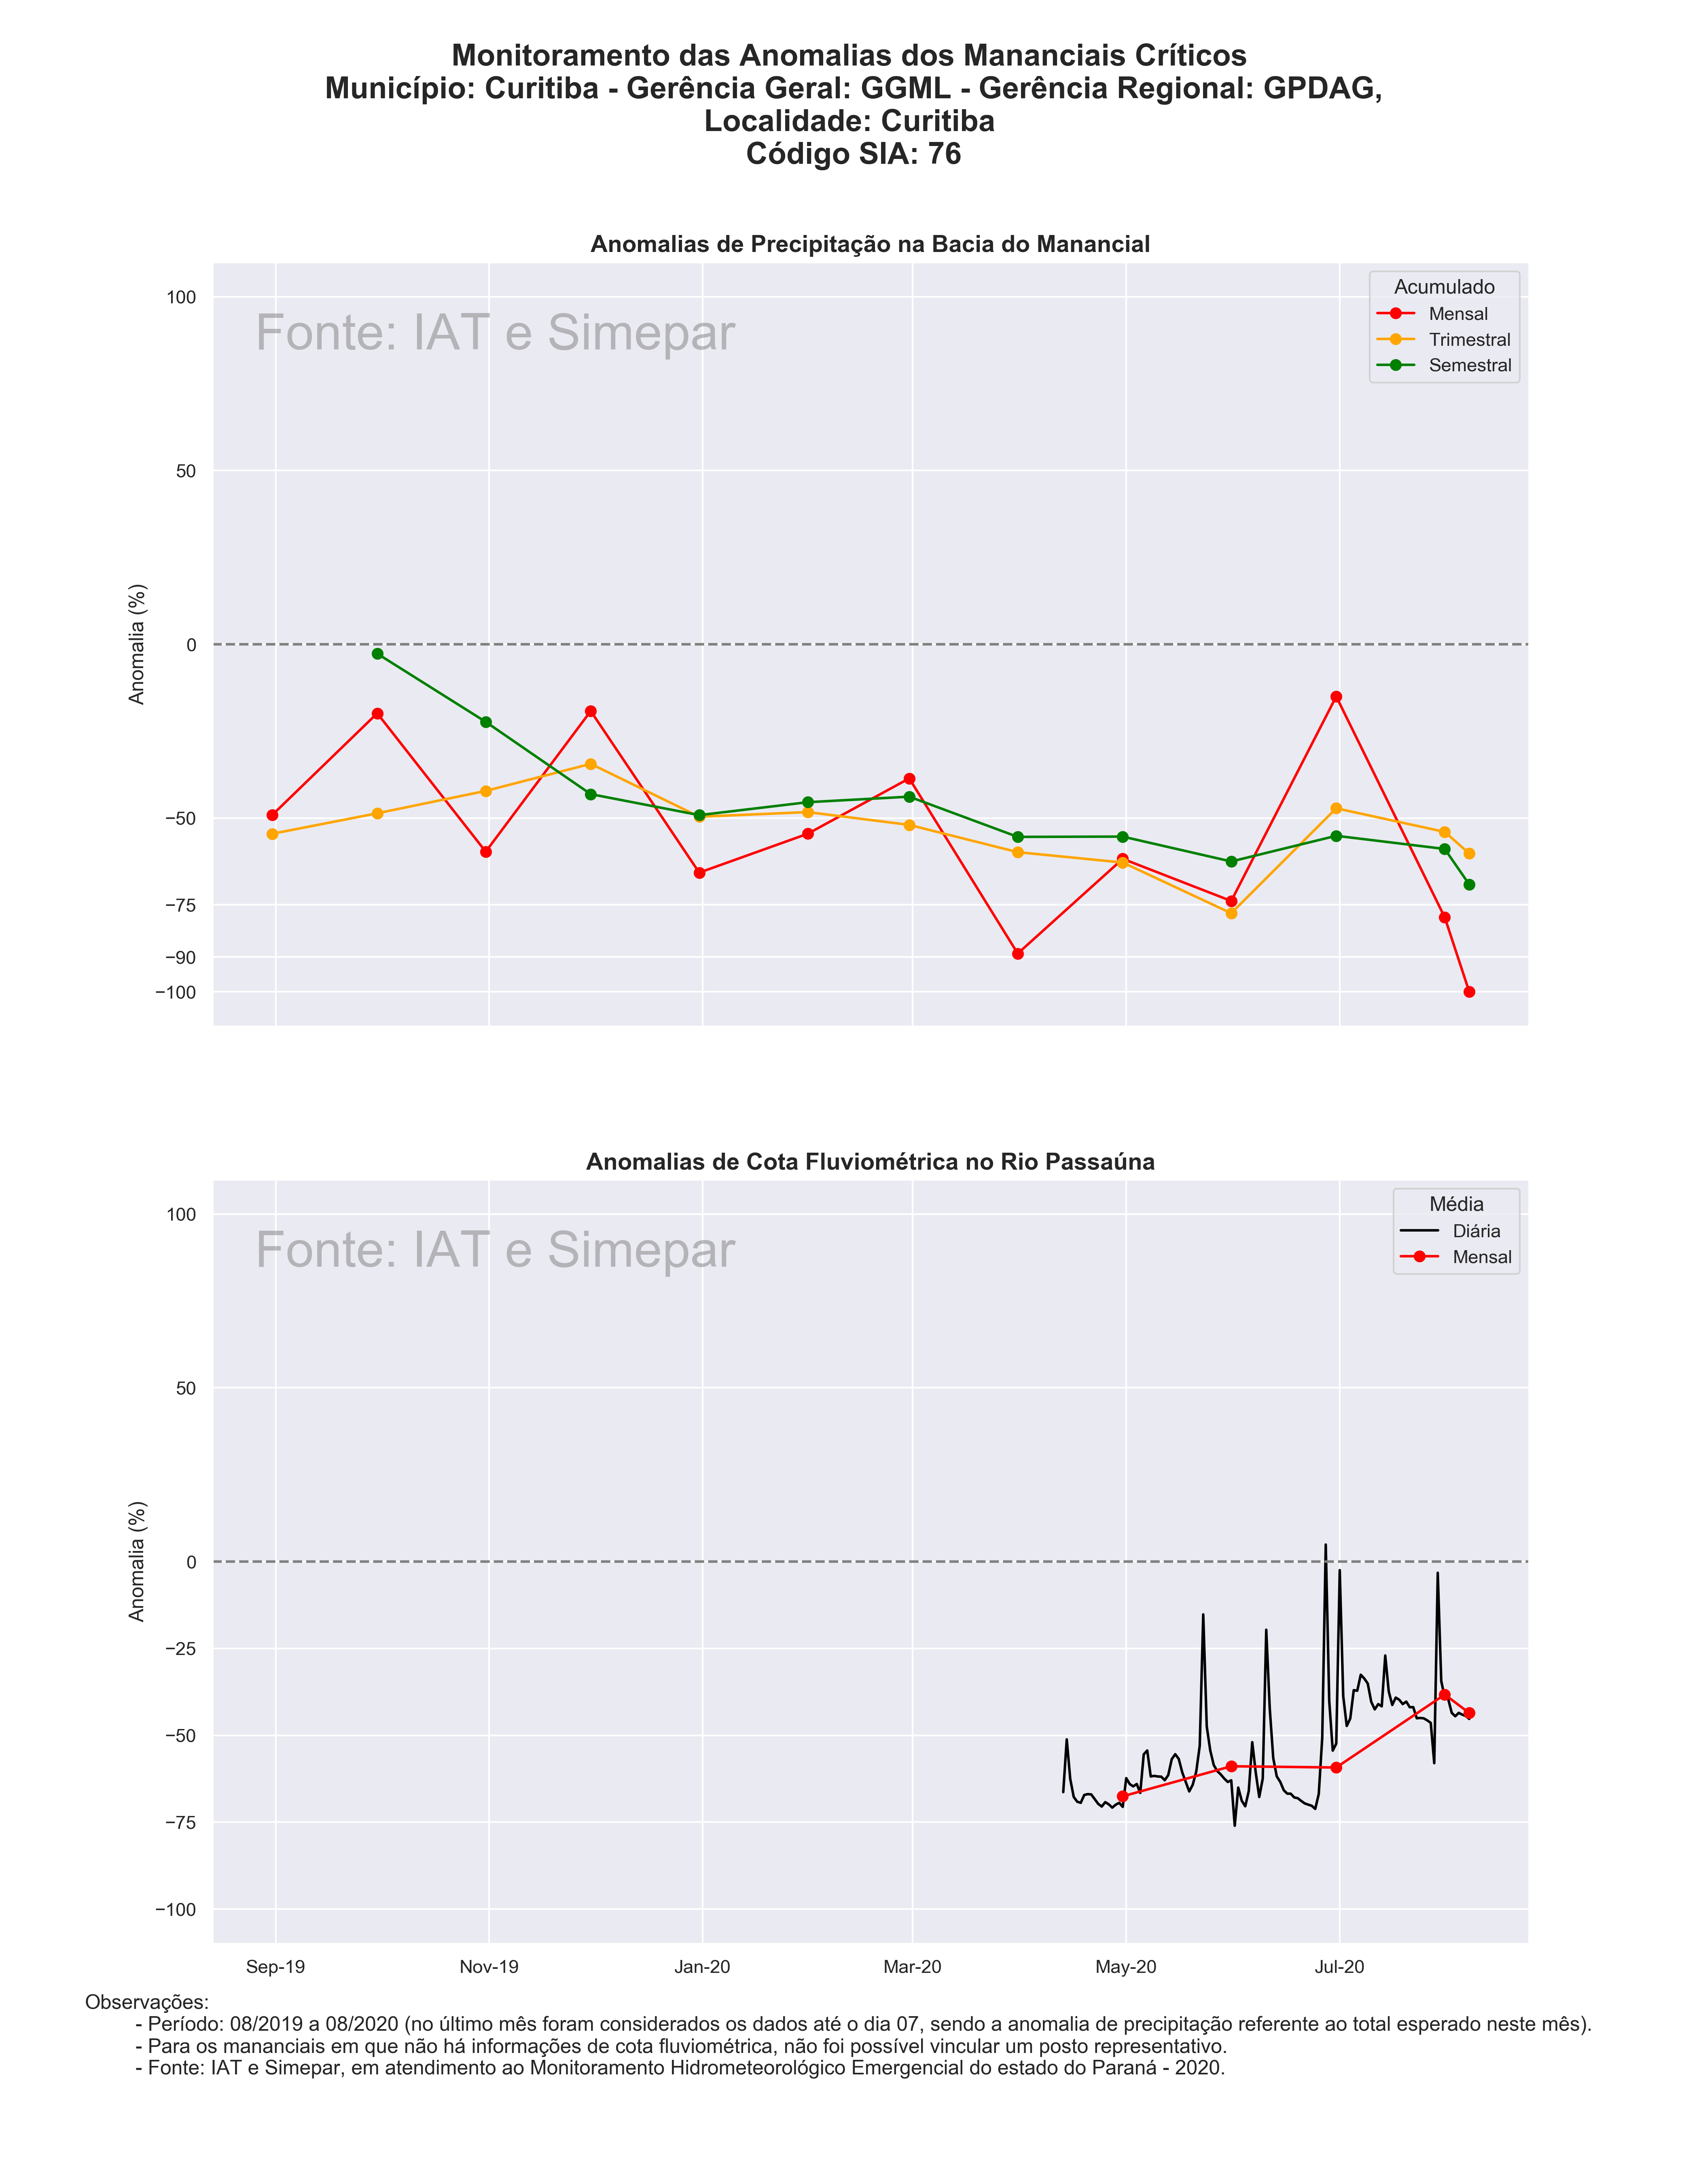 Monitoramento das Anomalias dos Mananciais Críticos
Município: Curitiba - Gerência Geral: GGML - Gerência Regional: GPDAG,
Localidade: Curitiba
Código SIA: 76
Anomalias de Precipitação na Bacia do Manancial
Fonte: IAT e Simepar
Acumulado
Mensal
Trimestral
Semestral
Anomalia (%)
100
50
0
−50
−75
−90
−100
Anomalias de Cota Fluviométrica no Rio Passaúna
Fonte: IAT e Simepar
Média
Diária
Mensal
Anomalia (%)
100
50
0
−25
−50
−75
−100
Sep-19 Nov-19 Jan-20 Mar-20 May-20 Jul-20
Observações:
- Período: 08/2019 a 08/2020 (no último mês foram considerados os dados até o dia 07, sendo a anomalia de precipitação referente ao total esperado neste mês).
- Para os mananciais em que não há informações de cota fluviométrica, não foi possível vincular um posto representativo.
- Fonte: IAT e Simepar, em atendimento ao Monitoramento Hidrometeorológico Emergencial do estado do Paraná - 2020.